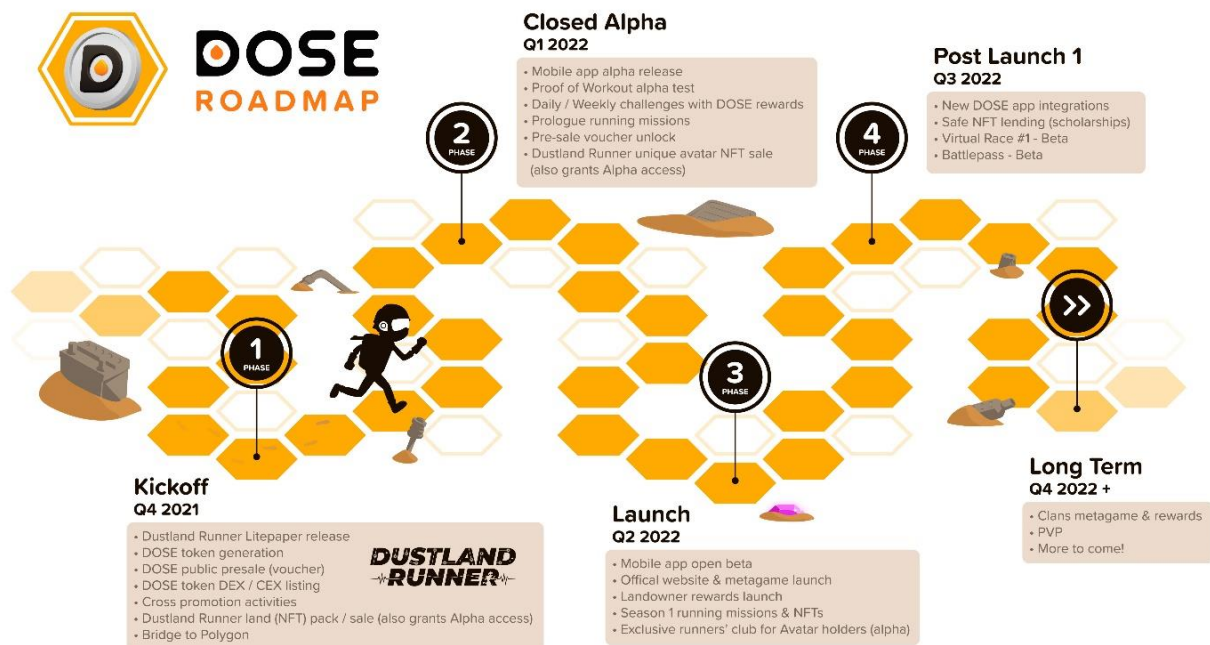 DOSE
ROADMAP
Closed Alpha
Q1 2022
• Mobile app alpha release
• Proof of Workout alpha test
• Daily / Weekly challenges with DOSE rewards
• Prologue running missions
• Pre-sale voucher unlock
• Dustland Runner unique avatar NFT sale
(also grants Alpha access)
2
PHASE
Post Launch 1
Q3 2022
• New DOSE app integrations
• Safe NFT lending (scholarships)
• Virtual Race #1 - Beta
• Battlepass - Beta
4
PHASE
1
PHASE
3
PHASE
>>
Kickoff
Q4 2021
• Dustland Runner Litepaper release
• DOSE token generation
• DOSE public presale (voucher)
• DOSE token DEX / CEX listing
• Cross promotion activities
• Dustland Runner land (NFT) pack / sale (also grants Alpha access)
• Bridge to Polygon
DUSTLAND
RUNNER
Launch
Q2 2022
• Mobile app open beta
• Offical website & metagame launch
• Landowner rewards launch
• Season 1 running missions & NFTs
• Exclusive runners' club for Avatar holders (alpha)
Long Term
Q4 2022 +
• Clans metagame & rewards
• PVP
• More to come!